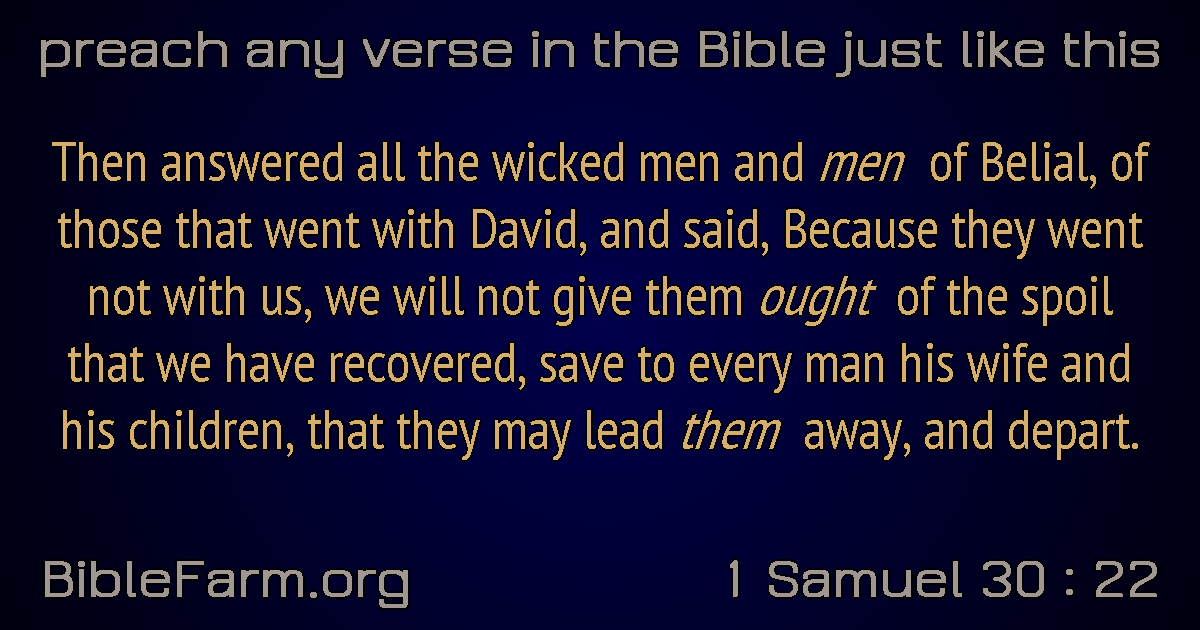 preach any verse in the Bible just like this
Then answered all the wicked men and men of Belial, of
those that went with David, and said, Because they went
not with us, we will not give them ought of the spoil
that we have recovered, save to every man his wife and
his children, that they may lead them away, and depart.
BibleFarm.org
1 Samuel 30 : 22